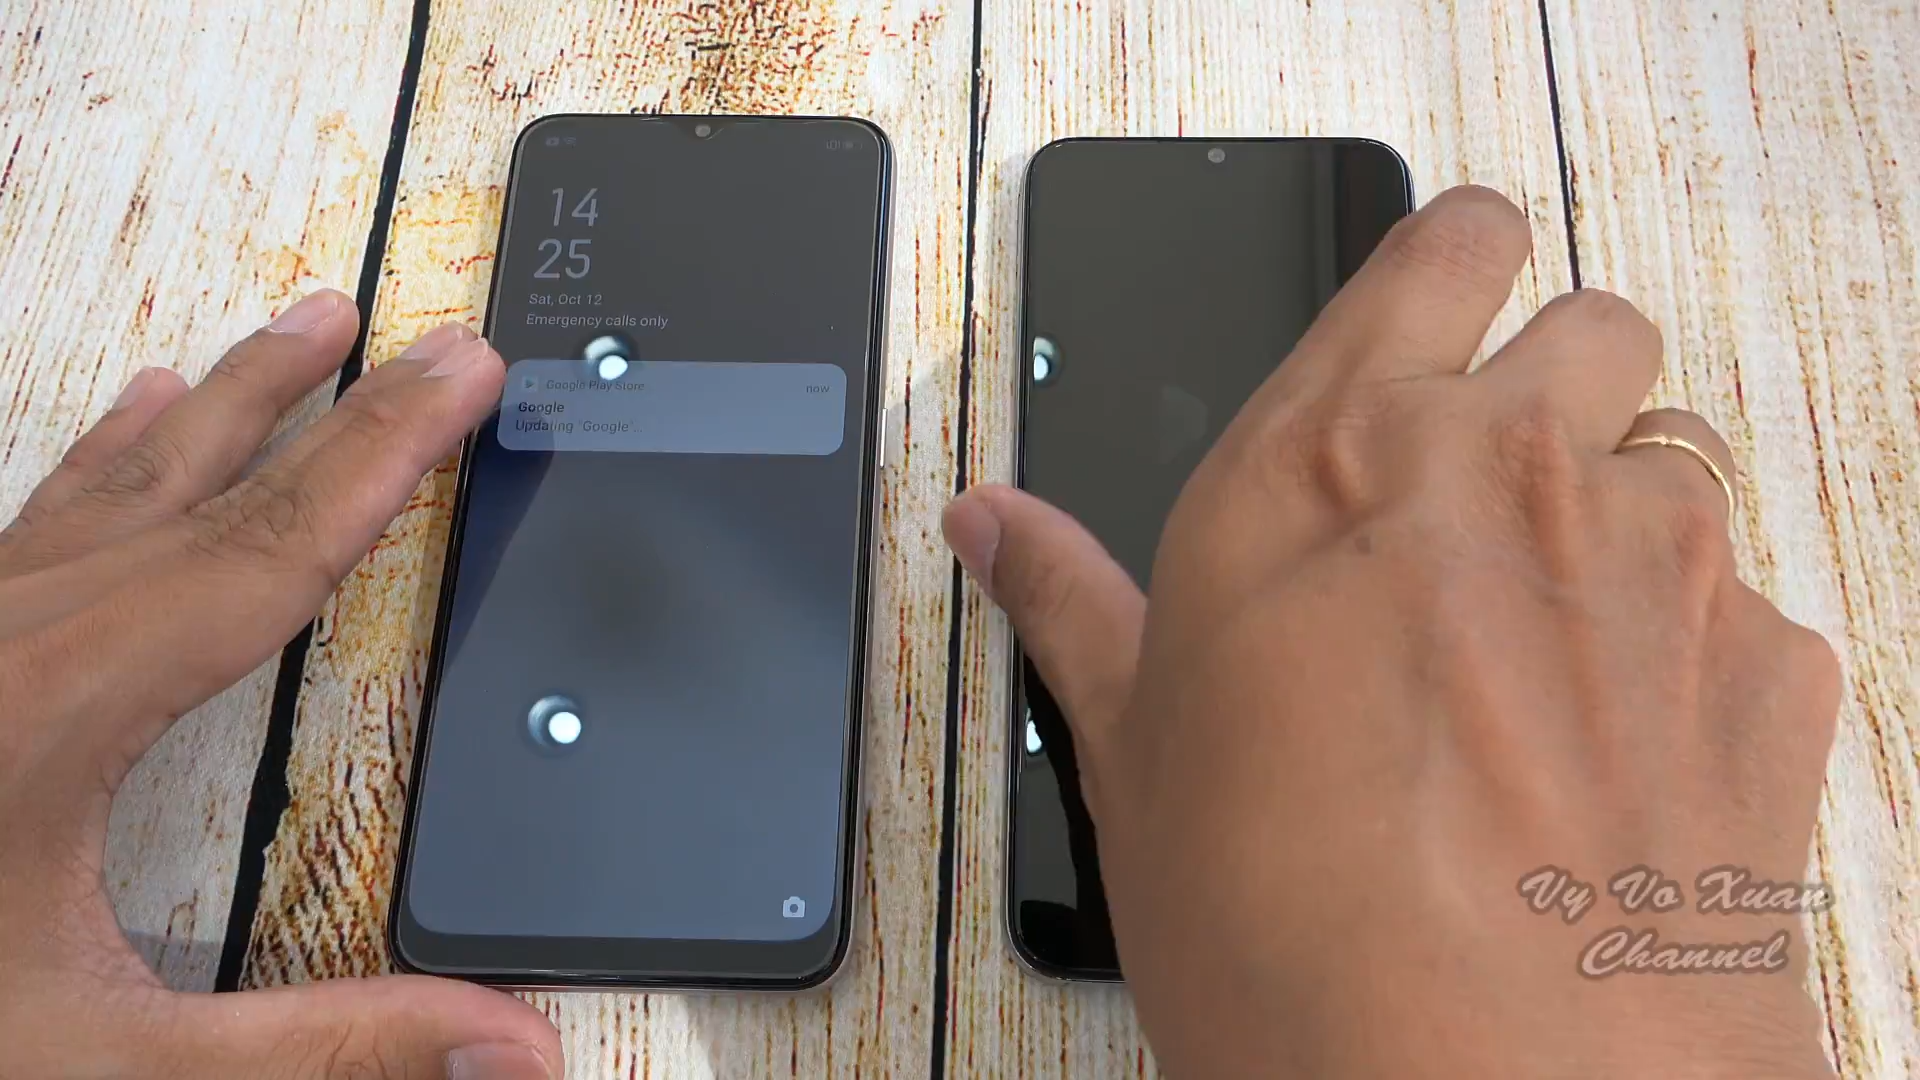 14
25
Sat, Oct 12
Emergency calls only
Google Play Store
now
Google
Updating "Google"...
Vy Vo Xuan
Channel